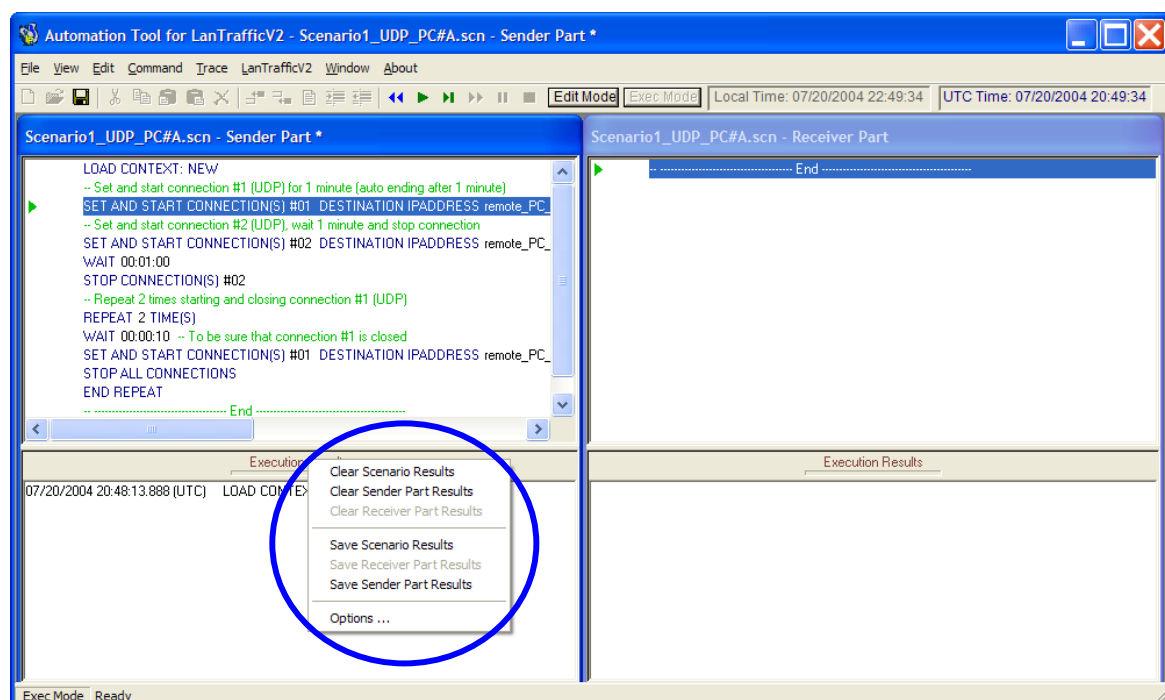 Automation Tool for LanTrafficV2 - Scenario1_UDP_PC#A.scn - Sender Part *
File View Edit Command Trace LanTrafficV2 Window About
Edit Mode Exec Mode Local Time: 07/20/2004 22:49:34 UTC Time: 07/20/2004 20:49:34
Scenario1_UDP_PC#A.scn - Sender Part *
LOAD CONTEXT: NEW
-- Set and start connection #1 (UDP) for 1 minute (auto ending after 1 minute)
SET AND START CONNECTION(S) #01 DESTINATION IPADDRESS remote_PC_
-- Set and start connection #2 (UDP), wait 1 minute and stop connection
SET AND START CONNECTION(S) #02 DESTINATION IPADDRESS remote_PC_
WAIT 00:01:00
STOP CONNECTION(S) #02
-- Repeat 2 times starting and closing connection #1 (UDP)
REPEAT 2 TIME(S)
WAIT 00:00:10 -- To be sure that connection #1 is closed
SET AND START CONNECTION(S) #01 DESTINATION IPADDRESS remote_PC_
STOP ALL CONNECTIONS
END REPEAT
-- ---------------------------------- End ---------------------------------------
Scenario1_UDP_PC#A.scn - Receiver Part
-- ---------------------------------- End ---------------------------------------
Execution
07/20/2004 20:48:13.888 (UTC) LOAD CONTEX
Clear Scenario Results
Clear Sender Part Results
Clear Receiver Part Results
Save Scenario Results
Save Receiver Part Results
Save Sender Part Results
Options ...
Execution Results
Exec Mode Ready